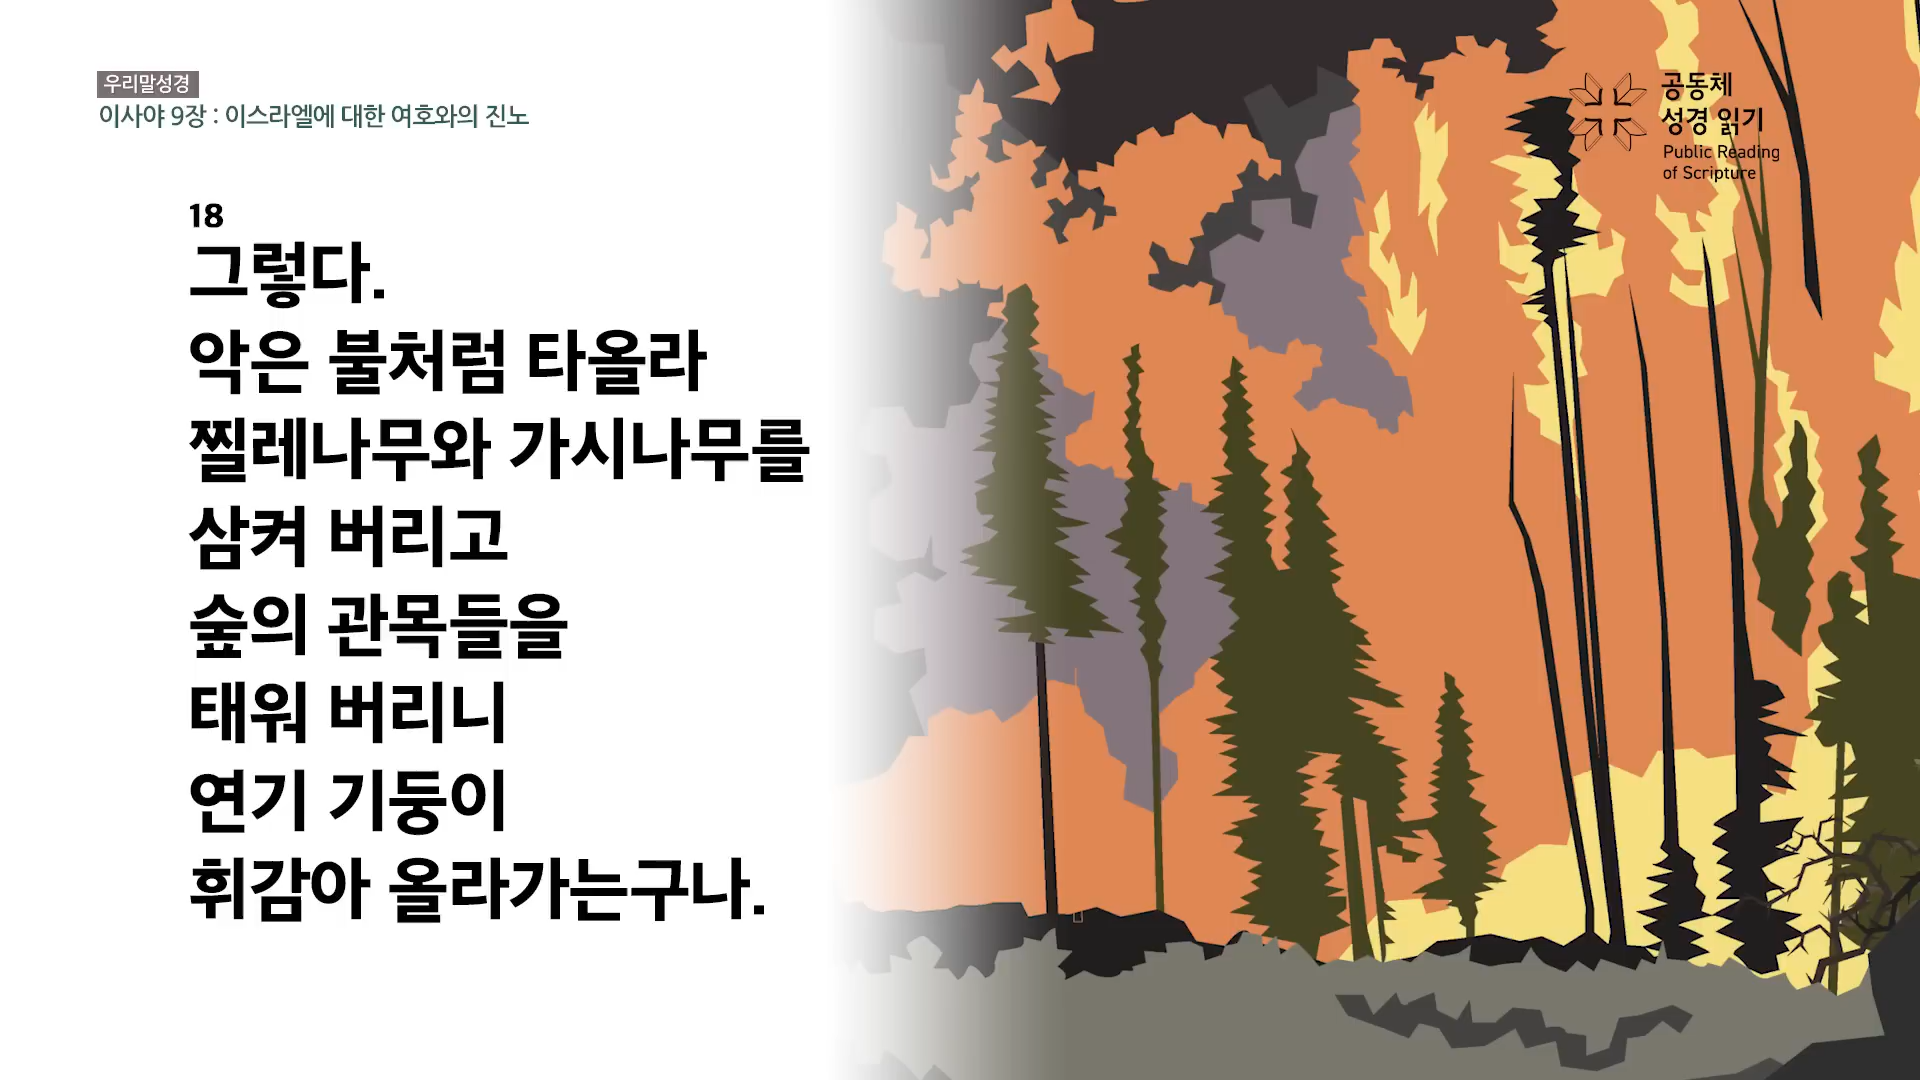 우리말성경
이사야 9장 : 이스라엘에 대한 여호와의 진노
공동체
성경 읽기
Public Reading
of Scripture
18
그렇다.
악은 불처럼 타올라
찔레나무와 가시나무를
삼켜 버리고
숲의 관목들을
태워 버리니
연기 기둥이
휘감아 올라가는구나.